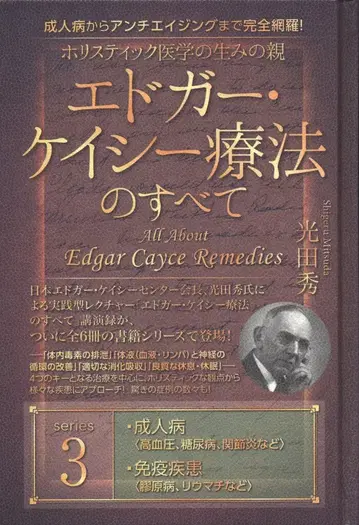 成人病からアンチエイジングまで完全網羅!
ホリスティック医学の生みの親
エドガー・
ケイシー療法
のすべて
All About
Edgar Cayce Remedies
光田秀
Shigeru Mitsuda
日本エドガー・ケイシーセンター会長、光田秀氏に
よる実践型レクチャー「エドガー・ケイシー療法
のすべて」講演録が、
ついに全6冊の書籍シリーズで登場!
──「体内毒素の排泄」「体液(血液・リンパ)と神経の
循環の改善」「適切な消化吸収」「良質な休息・休眠」──
4つのキーとなる治療を中心に、ホリスティックな観点から
様々な疾患にアプローチ! 驚きの症例の数々も!
series
3
・成人病
〈高血圧、糖尿病、関節炎など〉
・免疫疾患
〈膠原病、リウマチなど〉